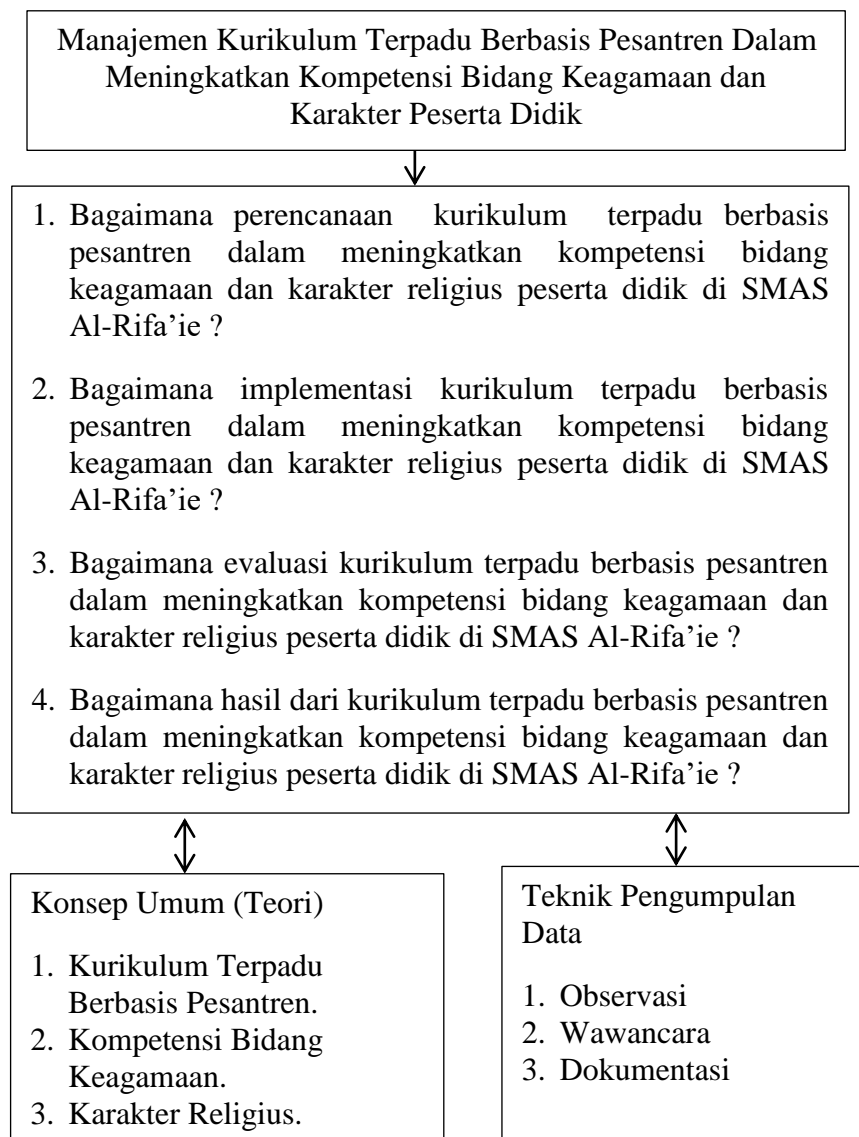 Manajemen Kurikulum Terpadu Berbasis Pesantren Dalam
Meningkatkan Kompetensi Bidang Keagamaan dan
Karakter Peserta Didik
1. Bagaimana perencanaan kurikulum terpadu berbasis
pesantren dalam meningkatkan kompetensi bidang
keagamaan dan karakter religius peserta didik di SMAS
Al-Rifa’ie ?
2. Bagaimana implementasi kurikulum terpadu berbasis
pesantren dalam meningkatkan kompetensi bidang
keagamaan dan karakter religius peserta didik di SMAS
Al-Rifa’ie ?
3. Bagaimana evaluasi kurikulum terpadu berbasis pesantren
dalam meningkatkan kompetensi bidang keagamaan dan
karakter religius peserta didik di SMAS Al-Rifa’ie ?
4. Bagaimana hasil dari kurikulum terpadu berbasis pesantren
dalam meningkatkan kompetensi bidang keagamaan dan
karakter religius peserta didik di SMAS Al-Rifa’ie ?
Konsep Umum (Teori)
1. Kurikulum Terpadu
Berbasis Pesantren.
2. Kompetensi Bidang
Keagamaan.
3. Karakter Religius.
Teknik Pengumpulan
Data
1. Observasi
2. Wawancara
3. Dokumentasi